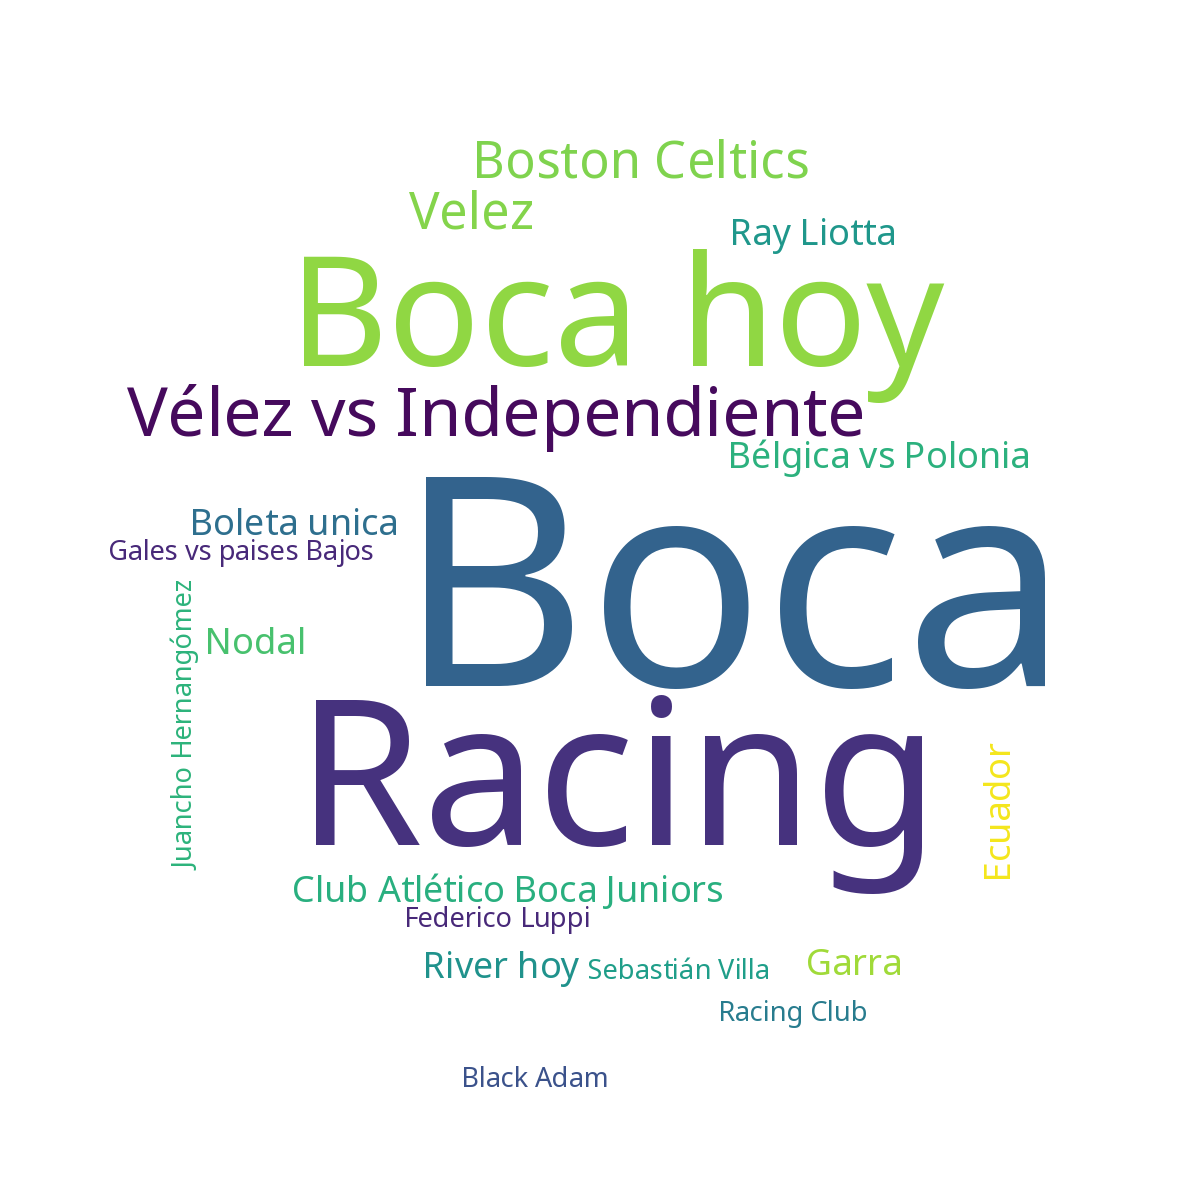 Boston Celtics
Velez
Ray Liotta
Boca hoy
Vélez vs Independiente
Bélgica vs Polonia
Boca
Boleta unica
Gales vs paises Bajos
Juancho Hernangómez
Nodal
Racing
Ecuador
Club Atlético Boca Juniors
Federico Luppi
River hoy
Sebastián Villa
Garra
Racing Club
Black Adam